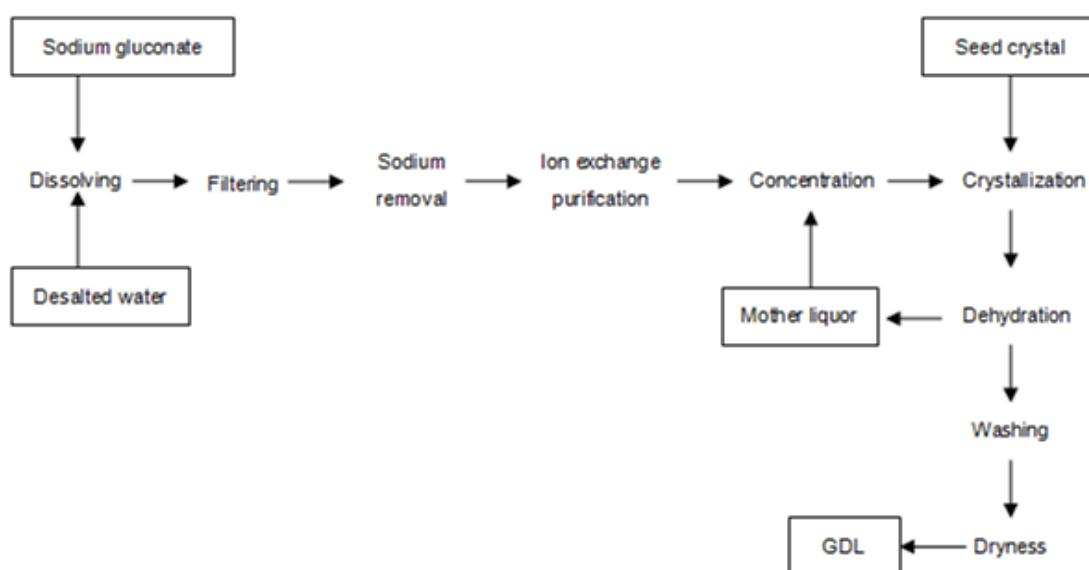 Sodium gluconate
Seed crystal
Dissolving
Filtering
Sodium
removal
Ion exchange
purification
Concentration
Crystallization
Desalted water
Mother liquor
Dehydration
Washing
GDL
Dryness